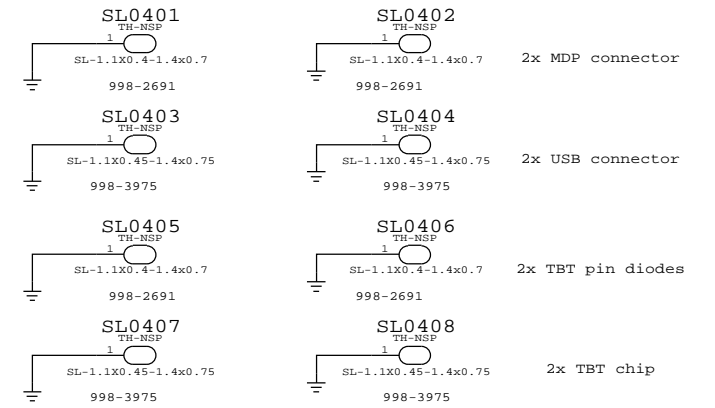 SL0401
TH-NSP
1
SL-1.1X0.4-1.4x0.7
998-2691
SL0402
TH-NSP
1
SL-1.1X0.4-1.4x0.7
998-2691
2x MDP connector
SL0403
TH-NSP
1
SL-1.1X0.45-1.4x0.75
998-3975
SL0404
TH-NSP
1
SL-1.1X0.45-1.4x0.75
998-3975
2x USB connector
SL0405
TH-NSP
1
SL-1.1X0.4-1.4x0.7
998-2691
SL0406
TH-NSP
1
SL-1.1X0.4-1.4x0.7
998-2691
2x TBT pin diodes
SL0407
TH-NSP
1
SL-1.1X0.45-1.4x0.75
998-3975
SL0408
TH-NSP
1
SL-1.1X0.45-1.4x0.75
998-3975
2x TBT chip